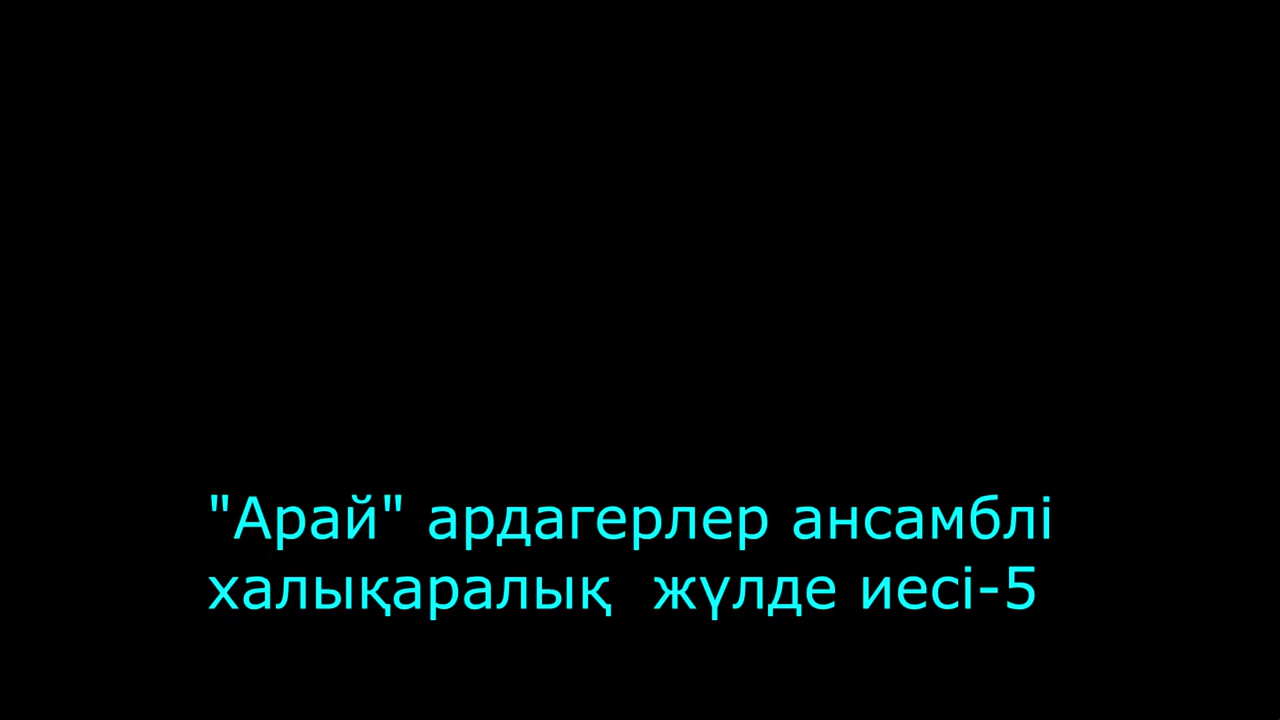 "Арай" ардагерлер ансамблі
халықаралық  жүлде иесі-5